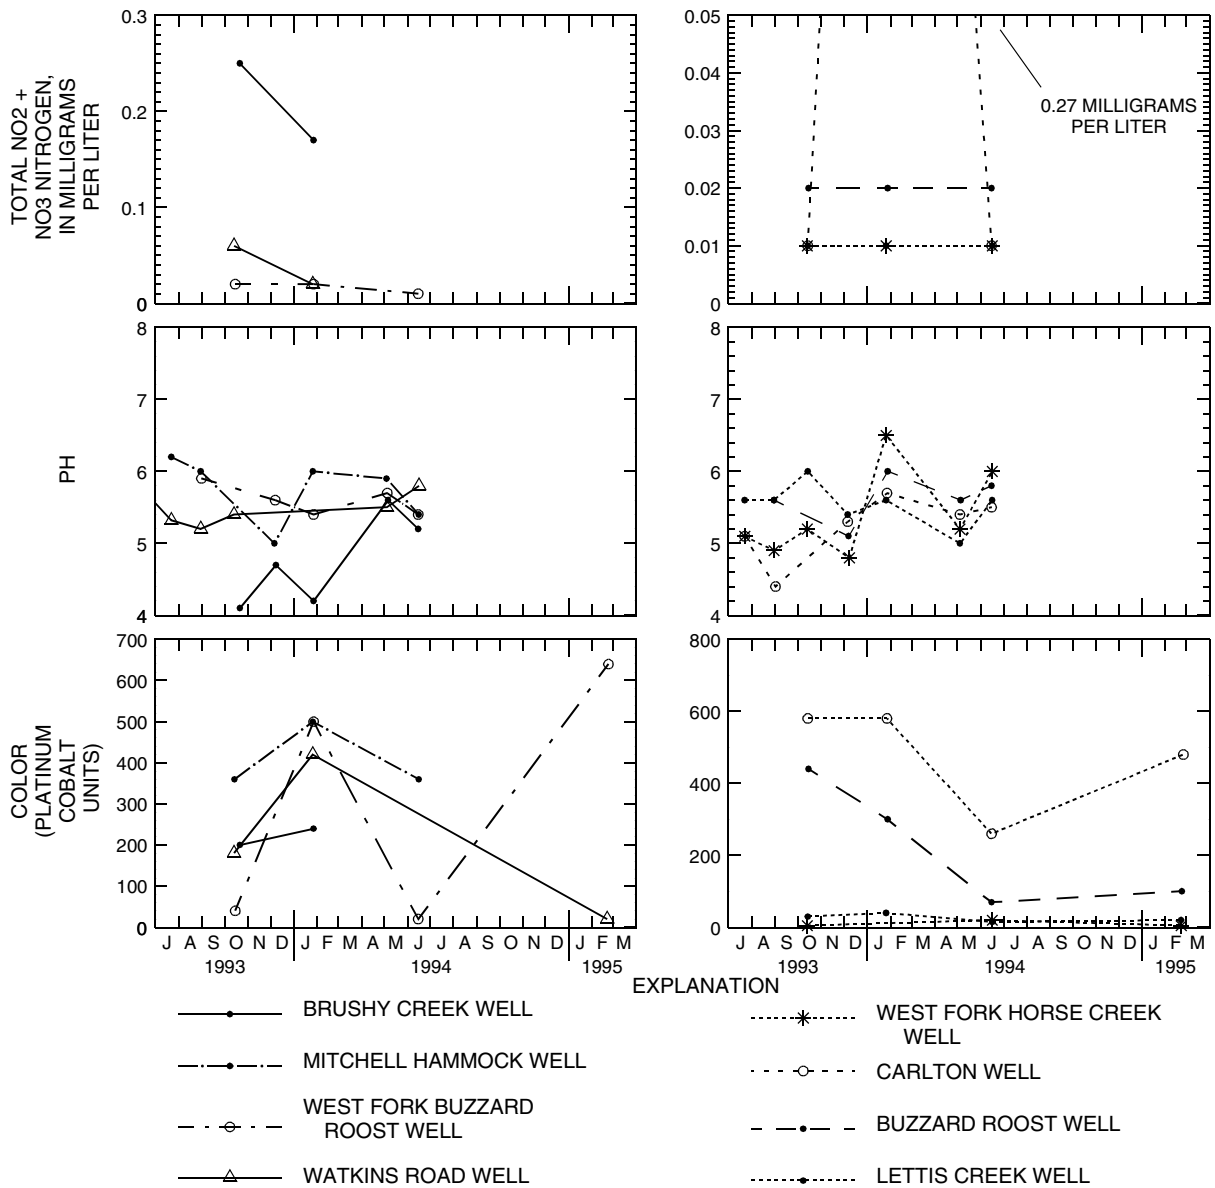 TOTAL NO2 +
NO3 NITROGEN,
IN MILLIGRAMS
PER LITER
0.3
0.2
0.1
0
0.05
0.04
0.03
0.02
0.01
0
0.27 MILLIGRAMS
PER LITER
PH
8
7
6
5
4
8
7
6
5
4
COLOR
(PLATINUM
COBALT
UNITS)
700
600
500
400
300
200
100
0
800
600
400
200
0
J A S O N D J F M A M J J A S O N D J F M
1993 1994 1995
J A S O N D J F M A M J J A S O N D J F M
1993 1994 1995
EXPLANATION
BRUSHY CREEK WELL
MITCHELL HAMMOCK WELL
WEST FORK BUZZARD
ROOST WELL
WATKINS ROAD WELL
WEST FORK HORSE CREEK
WELL
CARLTON WELL
BUZZARD ROOST WELL
LETTIS CREEK WELL